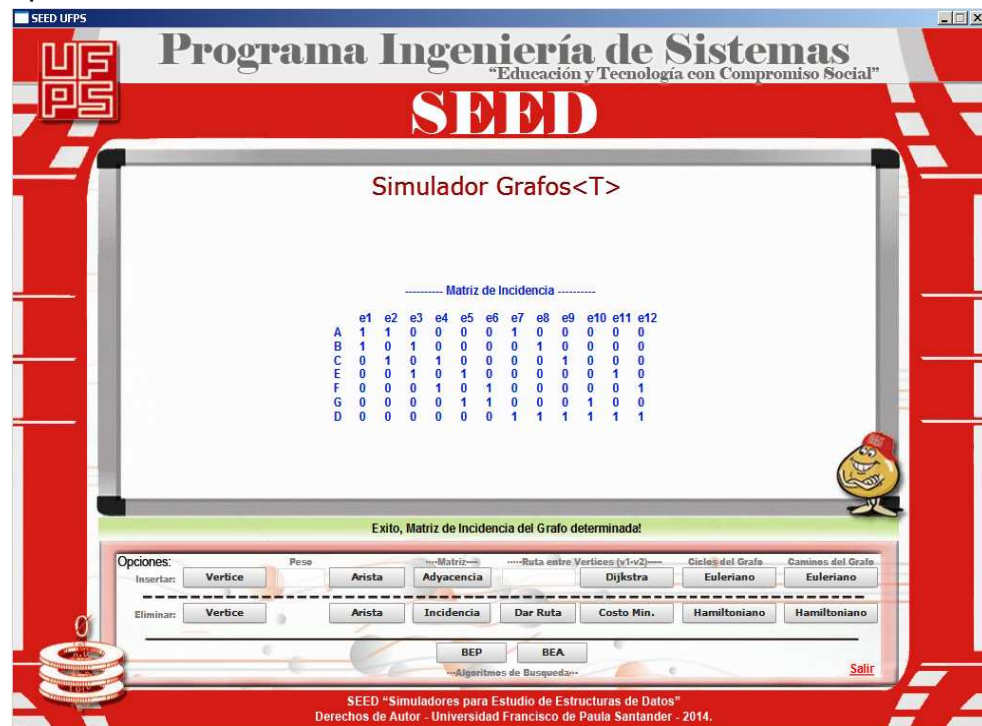 SEED UFPS
UFPS
Programa Ingeniería de Sistemas
“Educación y Tecnología con Compromiso Social”
SEED
Simulador Grafos<T>
---------- Matriz de Incidencia ----------
e1 e2 e3 e4 e5 e6 e7 e8 e9 e10 e11 e12
A 1 1 0 0 0 0 1 0 0 0 0 0
B 1 0 1 0 0 0 0 1 0 0 0 0
C 0 1 0 1 0 0 0 0 1 0 0 0
E 0 0 1 0 1 0 0 0 0 0 1 0
F 0 0 0 1 0 1 0 0 0 0 0 1
G 0 0 0 0 1 1 0 0 0 1 0 0
D 0 0 0 0 0 0 1 1 1 1 1 1
Exito, Matriz de Incidencia del Grafo determinada!
Opciones: Peso ----Matriz---- -----Ruta entre Vertices (v1-v2)----- Ciclos del Grafo Caminos del Grafo
Insertar: Vertice Arista Adyacencia Dijkstra Euleriano Euleriano
Eliminar: Vertice Arista Incidencia Dar Ruta Costo Min. Hamiltoniano Hamiltoniano
BEP BEA
---Algoritmos de Busqueda---
Salir
SEED “Simuladores para Estudio de Estructuras de Datos”
Derechos de Autor - Universidad Francisco de Paula Santander - 2014.